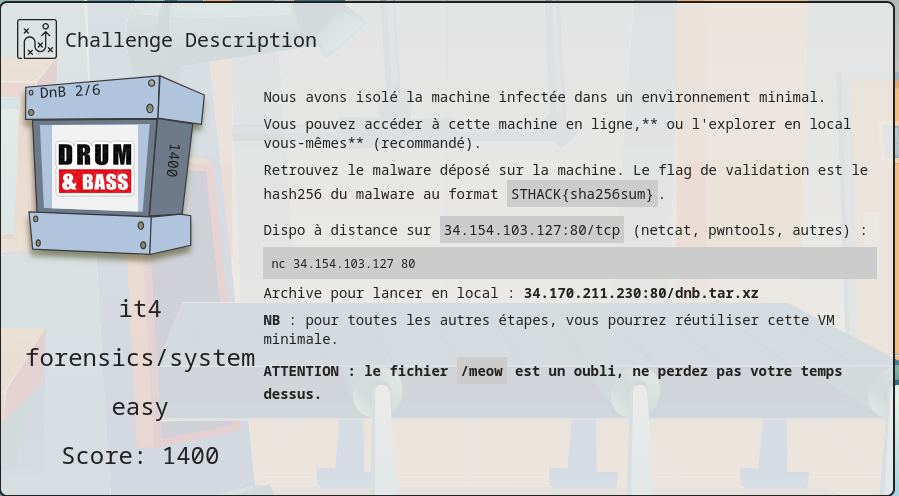 Challenge Description
DnB 2/6
DRUM
& BASS
1400
it4
forensics/system
easy
Score: 1400
Nous avons isolé la machine infectée dans un environnement minimal.
Vous pouvez accéder à cette machine en ligne,** ou l'explorer en local
vous-mêmes** (recommandé).
Retrouvez le malware déposé sur la machine. Le flag de validation est le
hash256 du malware au format STHACK{sha256sum}.
Dispo à distance sur 34.154.103.127:80/tcp (netcat, pwntools, autres) :
nc 34.154.103.127 80
Archive pour lancer en local : 34.170.211.230:80/dnb.tar.xz
NB : pour toutes les autres étapes, vous pourrez réutiliser cette VM
minimale.
ATTENTION : le fichier /meow est un oubli, ne perdez pas votre temps
dessus.